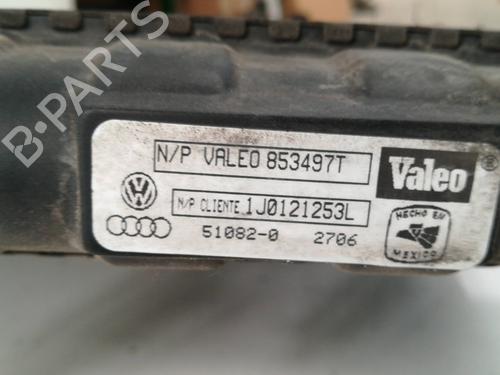 B-PARTS
N/P VALEO 853497T
Valeo
N/P CLIENTE 1J0121253L
51082-0 2706
HECHO EN
MEXICO